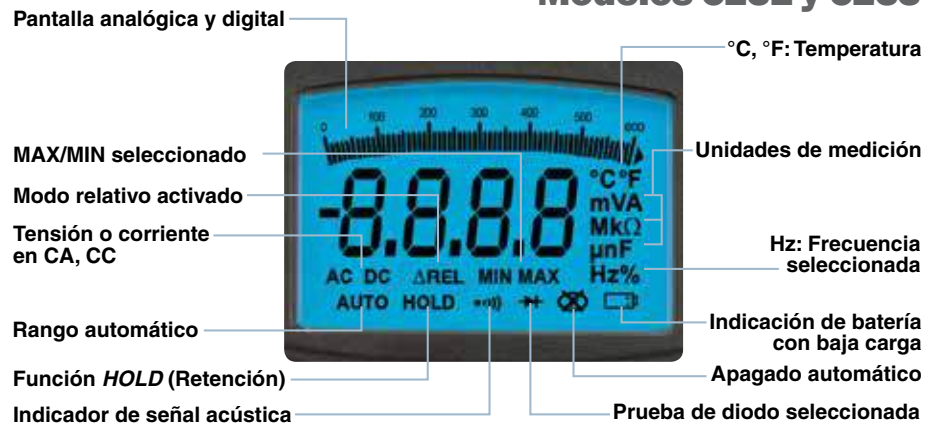 Pantalla analógica y digital
°C, °F: Temperatura
0 100 200 300 400 500 600
MAX/MIN seleccionado
Unidades de medición
Modo relativo activado
-8.8.8.8
°C°F
mVA
MkΩ
µnF
Hz%
Tensión o corriente
en CA, CC
Hz: Frecuencia
seleccionada
AC DC ΔREL MIN MAX
AUTO HOLD
Rango automático
Indicación de batería
con baja carga
Función HOLD (Retención)
Apagado automático
Indicador de señal acústica
Prueba de diodo seleccionada